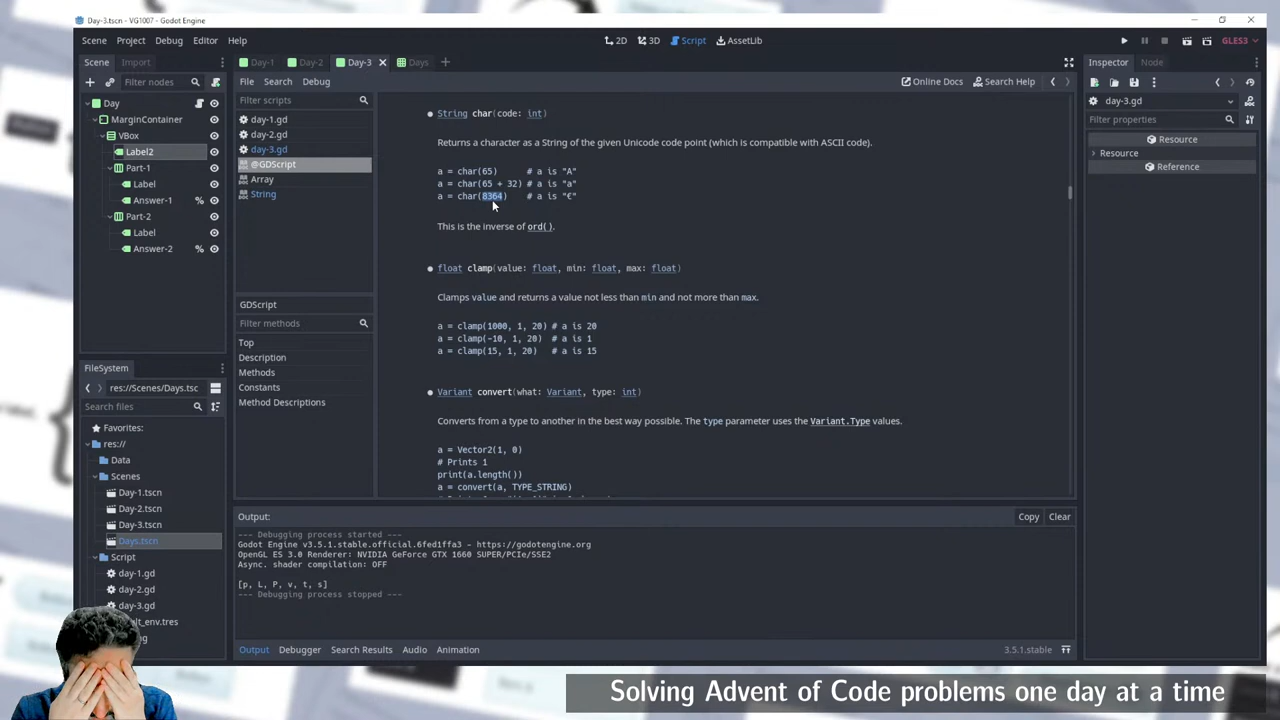 Day-3.tscn - VG1007 - Godot Engine
Scene Project Debug Editor Help
2D 3D Script AssetLib
GLES3
Scene Import
Filter nodes
Day
MarginContainer
VBox
Label2
Part-1
Label
Answer-1
Part-2
Label
Answer-2
FileSystem
res://Scenes/Days.tsc
Search files
Favorites:
res://
Data
Scenes
Day-1.tscn
Day-2.tscn
Day-3.tscn
Days.tscn
Script
day-1.gd
day-2.gd
day-3.gd
Day-1 Day-2 Day-3 Days
File Search Debug
Online Docs Search Help
Filter scripts
day-1.gd
day-2.gd
day-3.gd
@GDScript
Array
String
GDScript
Filter methods
Top
Description
Methods
Constants
Method Descriptions
String char(code: int)
Returns a character as a String of the given Unicode code point (which is compatible with ASCII code).
a = char(65) # a is "A"
a = char(65 + 32) # a is "a"
a = char(8364) # a is "€"
This is the inverse of ord().
float clamp(value: float, min: float, max: float)
Clamps value and returns a value not less than min and not more than max.
a = clamp(1000, 1, 20) # a is 20
a = clamp(-10, 1, 20) # a is 1
a = clamp(15, 1, 20) # a is 15
Variant convert(what: Variant, type: int)
Converts from a type to another in the best way possible. The type parameter uses the Variant.Type values.
a = Vector2(1, 0)
# Prints 1
print(a.length())
a = convert(a, TYPE_STRING)
Output:
Copy Clear
--- Debugging process started ---
Godot Engine v3.5.1.stable.official.6fed1ffa3 - https://godotengine.org
OpenGL ES 3.0 Renderer: NVIDIA GeForce GTX 1660 SUPER/PCIe/SSE2
Async. shader compilation: OFF
[p, L, P, v, t, s]
--- Debugging process stopped ---
Output Debugger Search Results Audio Animation
3.5.1.stable
Inspector Node
day-3.gd
Filter properties
Resource
Resource
Reference
Solving Advent of Code problems one day at a time